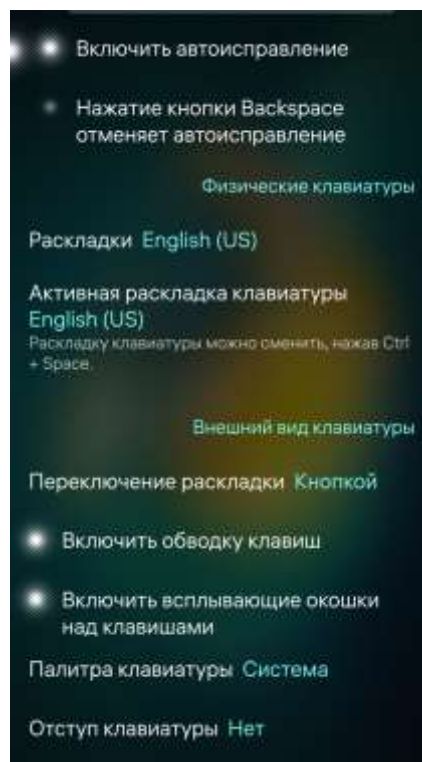 Включить автоисправление
Нажатие кнопки Backspace
отменяет автоисправление
Физические клавиатуры
Раскладки English (US)
Активная раскладка клавиатуры
English (US)
Раскладку клавиатуры можно сменить, нажав Ctrl
+ Space.
Внешний вид клавиатуры
Переключение раскладки Кнопкой
Включить обводку клавиш
Включить всплывающие окошки
над клавишами
Палитра клавиатуры Система
Отступ клавиатуры Нет